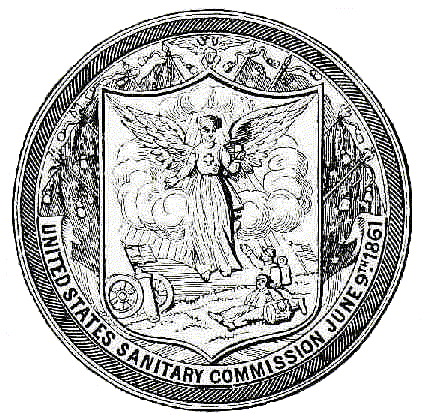 UNITED STATES SANITARY COMMISSION JUNE 9TH 1861